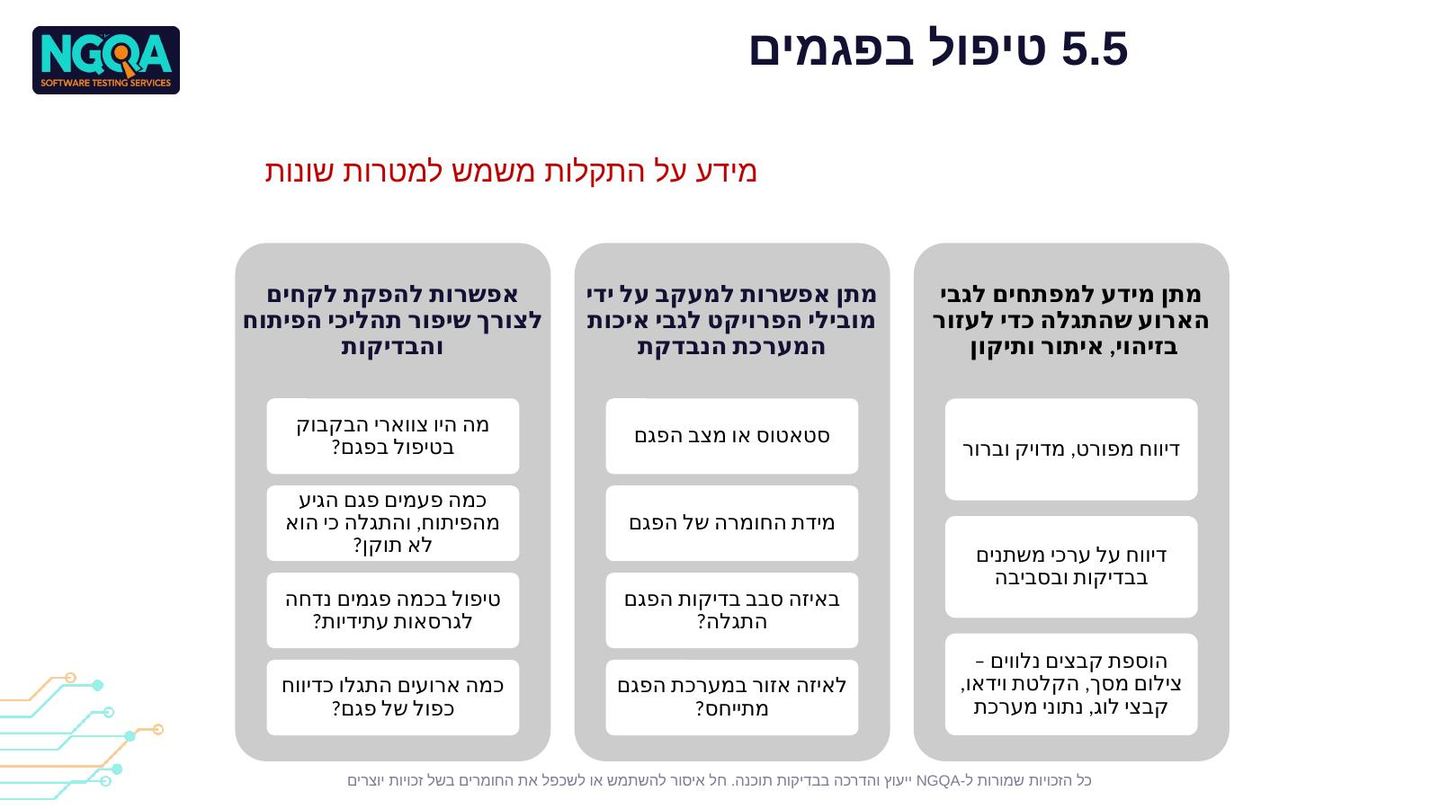 NGQA
SOFTWARE TESTING SERVICES
5.5 טיפול בפגמים
מידע על התקלות משמש למטרות שונות
מתן מידע למפתחים לגבי
הארוע שהתגלה כדי לעזור
בזיהוי, איתור ותיקון
דיווח מפורט, מדויק וברור
דיווח על ערכי משתנים
בבדיקות ובסביבה
הוספת קבצים נלווים –
צילום מסך, הקלטת וידאו,
קבצי לוג, נתוני מערכת
מתן אפשרות למעקב על ידי
מובילי הפרויקט לגבי איכות
המערכת הנבדקת
סטאטוס או מצב הפגם
מידת החומרה של הפגם
באיזה סבב בדיקות הפגם
התגלה?
לאיזה אזור במערכת הפגם
מתייחס?
אפשרות להפקת לקחים
לצורך שיפור תהליכי הפיתוח
והבדיקות
מה היו צווארי הבקבוק
בטיפול בפגם?
כמה פעמים פגם הגיע
מהפיתוח, והתגלה כי הוא
לא תוקן?
טיפול בכמה פגמים נדחה
לגרסאות עתידיות?
כמה ארועים התגלו כדיווח
כפול של פגם?
כל הזכויות שמורות ל-NGQA ייעוץ והדרכה בבדיקות תוכנה. חל איסור להשתמש או לשכפל את החומרים בשל זכויות יוצרים